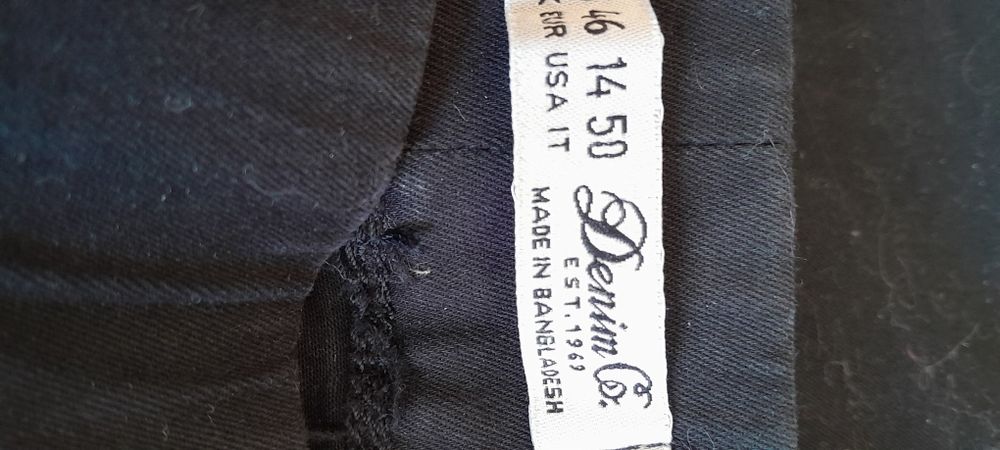 46 14 50
EUR USA IT
Denim Co.
EST.1969
MADE IN BANGLADESH